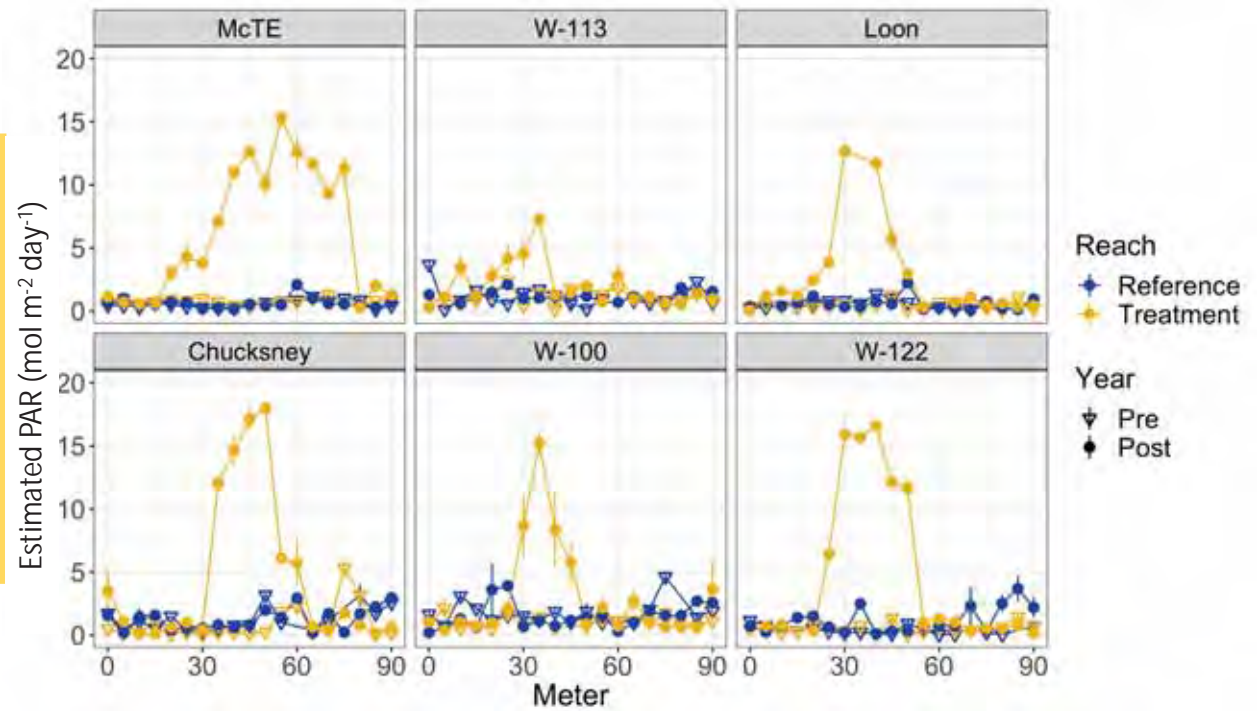 McTE W-113 Loon
20
15
10
5
0
Chucksney W-100 W-122
20
15
10
5
0
0 30 60 90 0 30 60 90 0 30 60 90
Meter
Estimated PAR (mol m-2 day-1)
Reach
Reference
Treatment
Year
Pre
Post